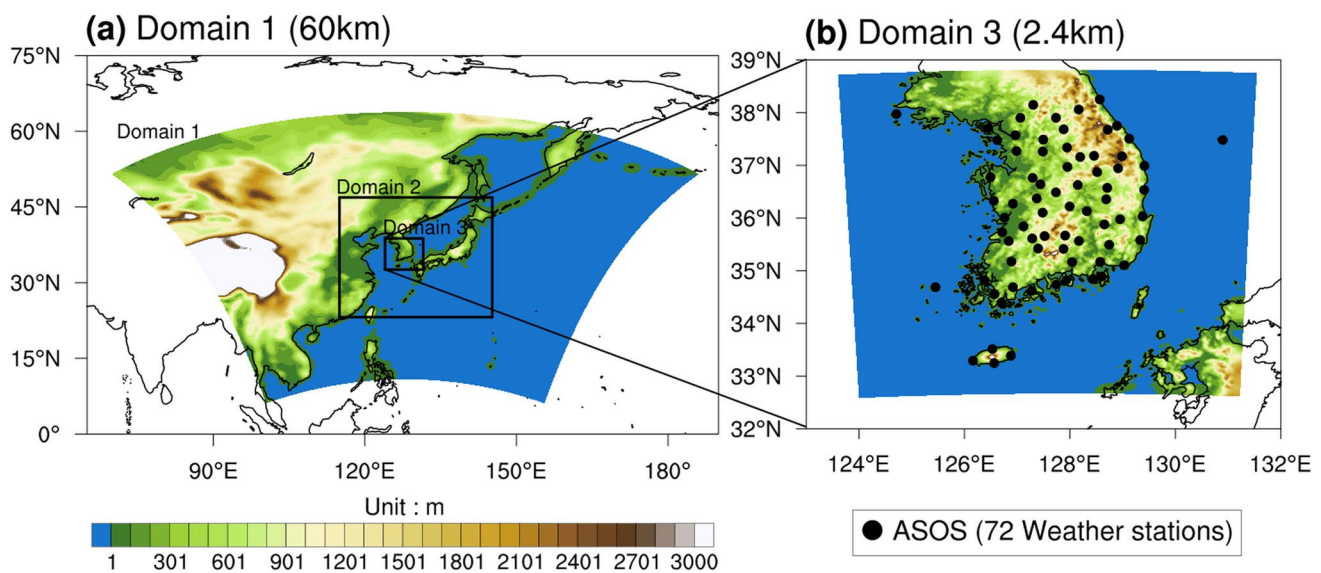 (a) Domain 1 (60km)
75°N
60°N
45°N
30°N
15°N
0°
Domain 1
Domain 2
Domain 3
90°E
120°E
150°E
180°
Unit : m
1 301 601 901 1201 1501 1801 2101 2401 2701 3000
(b) Domain 3 (2.4km)
39°N
38°N
37°N
36°N
35°N
34°N
33°N
32°N
124°E
126°E
128°E
130°E
132°E
ASOS (72 Weather stations)